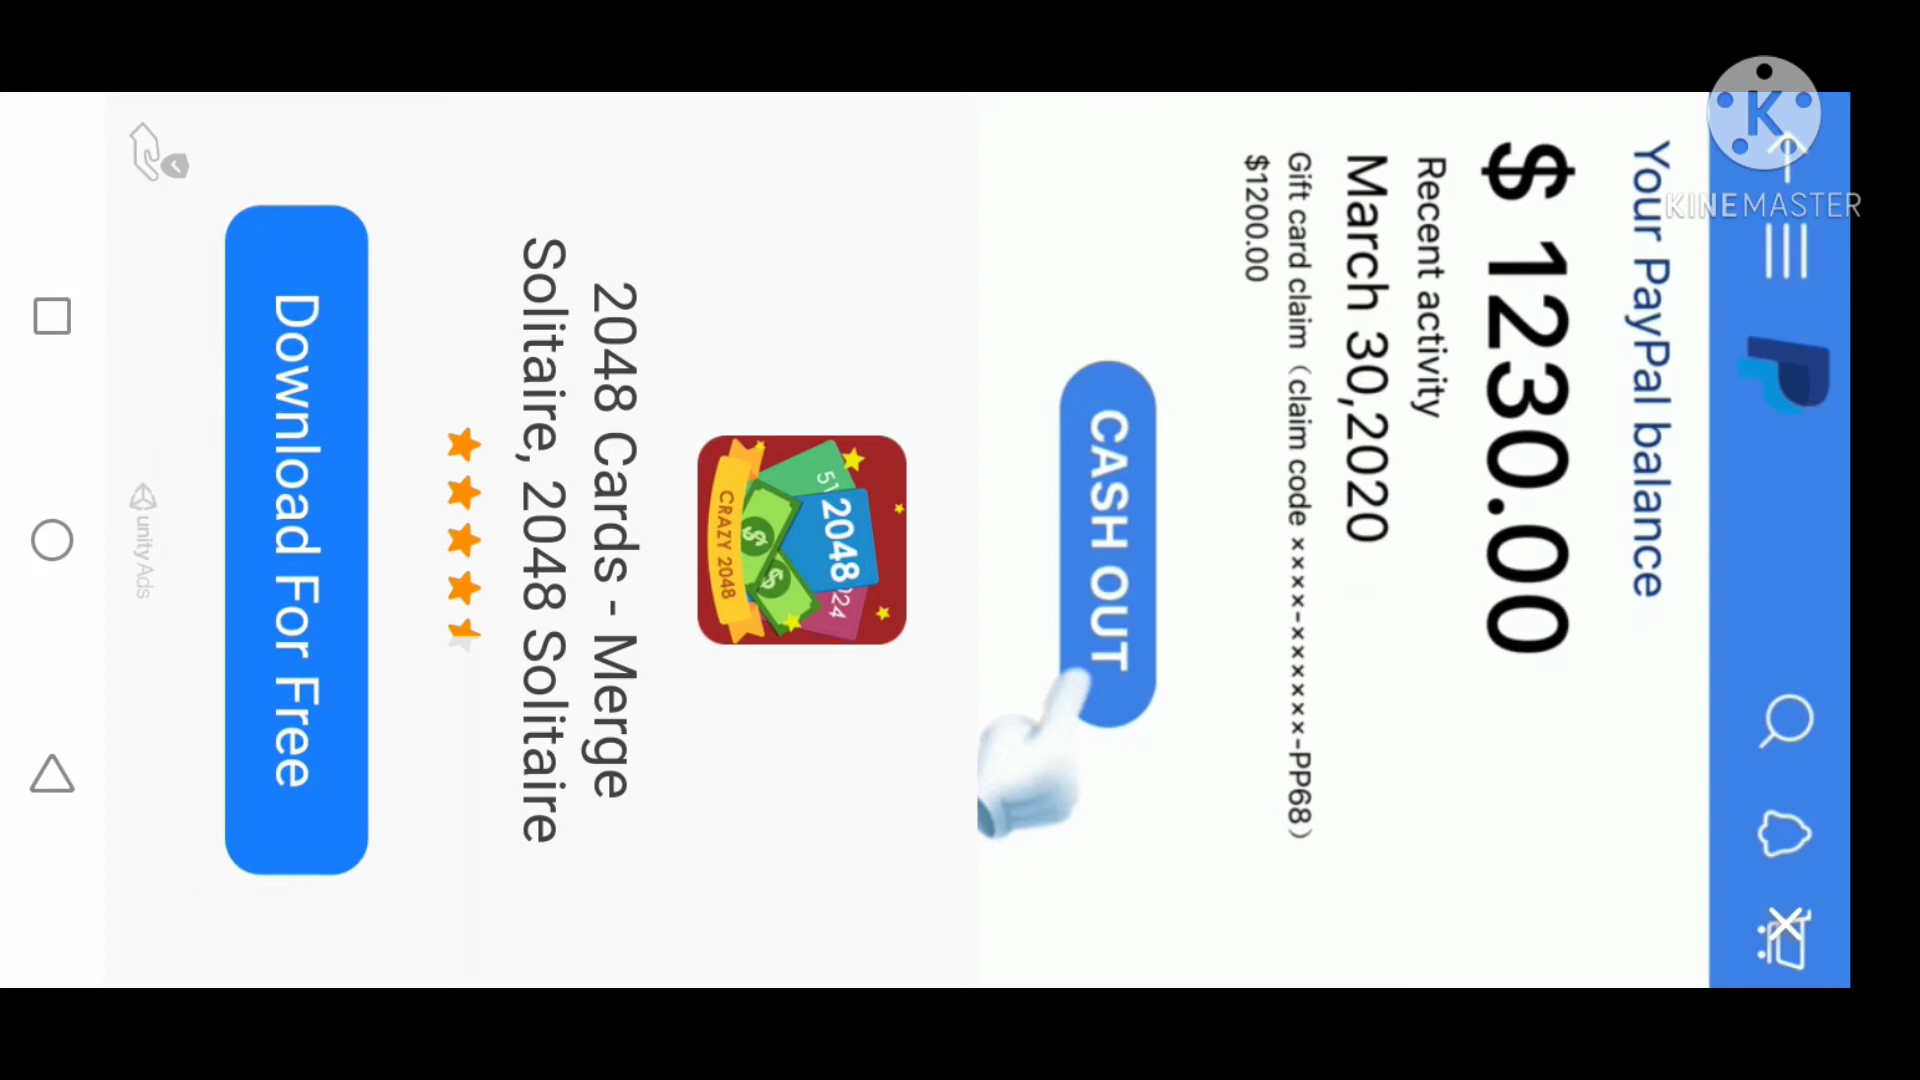 KINEMASTER
Your PayPal balance
$ 1230.00
Recent activity
March 30,2020
Gift card claim（claim code ××××-××××××-PP68）
$1200.00
CASH OUT
2048
CRAZY 2048
2048 Cards - Merge
Solitaire, 2048 Solitaire
Download For Free
unity Ads